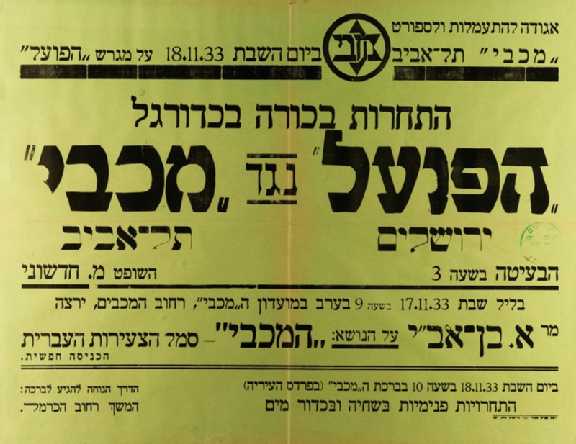 אגודה להתעמלות ולספורט
„מכבי" תל־אביב
ביום השבת 18.11.33 על מגרש „הפועל"
מכבי
התחרות בכורה בכדורגל
„הפועל" נגד „מכבי"
ירושלים תל־אביב
הבעיטה בשעה 3 השופט מ. חדשוני
בליל שבת 17.11.33 בשעה 9 בערב במועדון ה„מכבי", רחוב המכבים, ירצה
מר א. בן־אב"י על הנושא: „המכבי" – סמל הצעירות העברית
הכניסה חפשית.
ביום השבת 18.11.33 בשעה 10 בברכת ה„מכבי" (בפרדס העיריה)
התחרויות פנימיות בשחיה ובכדור מים
הדרך הנוחה להגיע לברכה:
המשך רחוב הכרמל.